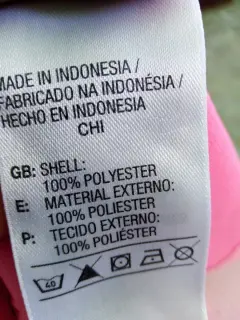 MADE IN INDONESIA /
FABRICADO NA INDONÉSIA /
HECHO EN INDONESIA
CHI
GB: SHELL:
100% POLYESTER
E: MATERIAL EXTERNO:
100% POLIESTER
P: TECIDO EXTERNO:
100% POLIÉSTER
40